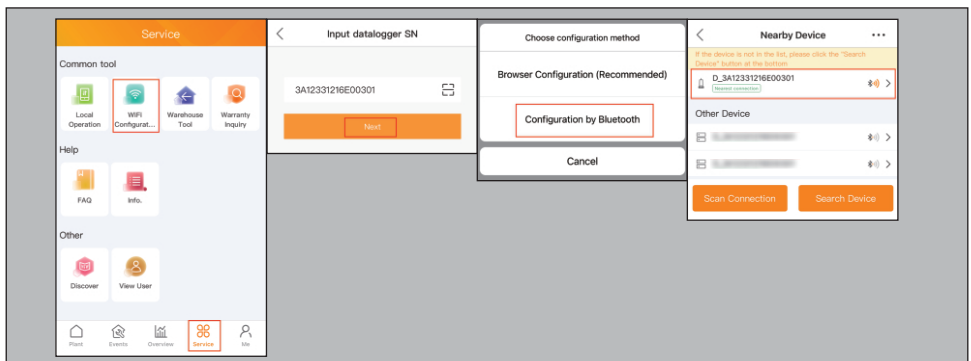 Service
Common tool
Local
Operation
WIFI
Configurat...
Warehouse
Tool
Warranty
Inquiry
Help
FAQ
Info.
Other
Discover
View User
Plant
Events
Overview
Service
Me
Input datalogger SN
3A12331216E00301
Next
Choose configuration method
Browser Configuration (Recommended)
Configuration by Bluetooth
Cancel
Nearby Device
If the device is not in the list, please click the "Search
Device" button at the bottom
D_3A12331216E00301
Nearest connection
Other Device
Scan Connection
Search Device